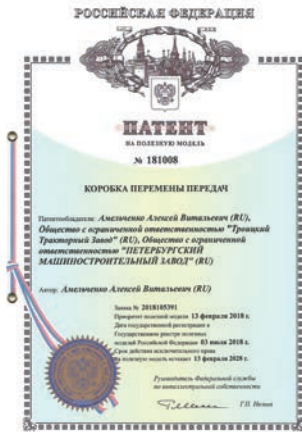 РОССИЙСКАЯ ФЕДЕРАЦИЯ
ПАТЕНТ
НА ПОЛЕЗНУЮ МОДЕЛЬ
№ 181008
КОРОБКА ПЕРЕМЕНЫ ПЕРЕДАЧ
Патентообладатели: Амельченко Алексей Витальевич (RU),
Общество с ограниченной ответственностью "Троицкий
Тракторный Завод" (RU), Общество с ограниченной
ответственностью "ПЕТЕРБУРГСКИЙ
МАШИНОСТРОИТЕЛЬНЫЙ ЗАВОД" (RU)
Автор: Амельченко Алексей Витальевич (RU)
Заявка № 2018105391
Приоритет полезной модели 13 февраля 2018 г.
Дата государственной регистрации в
Государственном реестре полезных
моделей Российской Федерации 03 июля 2018 г.
Срок действия исключительного права
на полезную модель истекает 13 февраля 2028 г.
Руководитель Федеральной службы
по интеллектуальной собственности
Г.П. Ивлиев